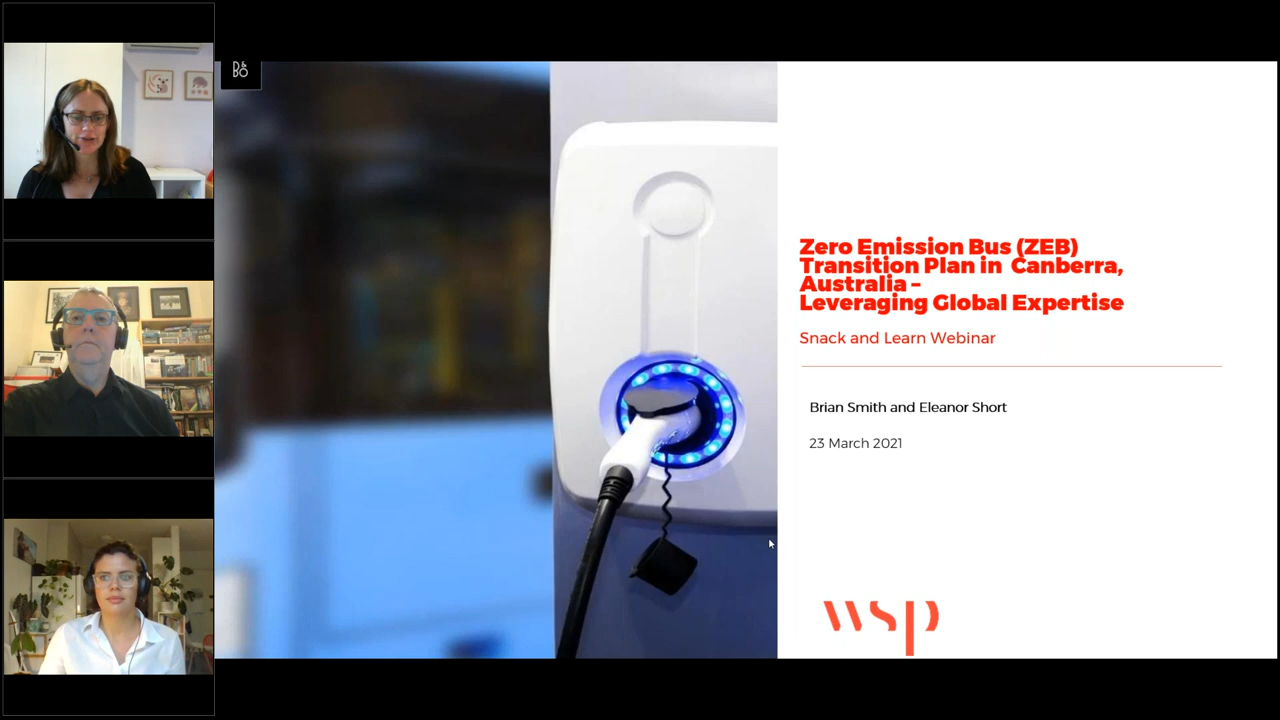 B&
BO
Zero Emission Bus (ZEB)
Transition Plan in Canberra,
Australia –
Leveraging Global Expertise
Snack and Learn Webinar
Brian Smith and Eleanor Short
23 March 2021
wsp